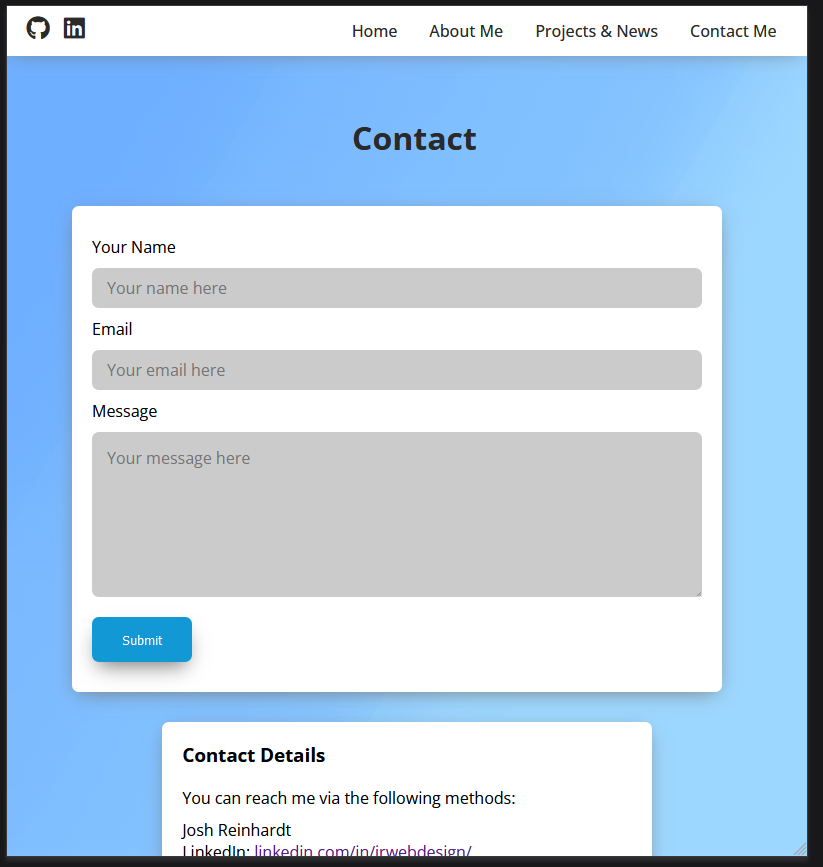 Home About Me Projects & News Contact Me
Contact
Your Name
Your name here
Email
Your email here
Message
Your message here
Submit
Contact Details
You can reach me via the following methods:
Josh Reinhardt
LinkedIn: linkedin.com/in/jrwebdesign/